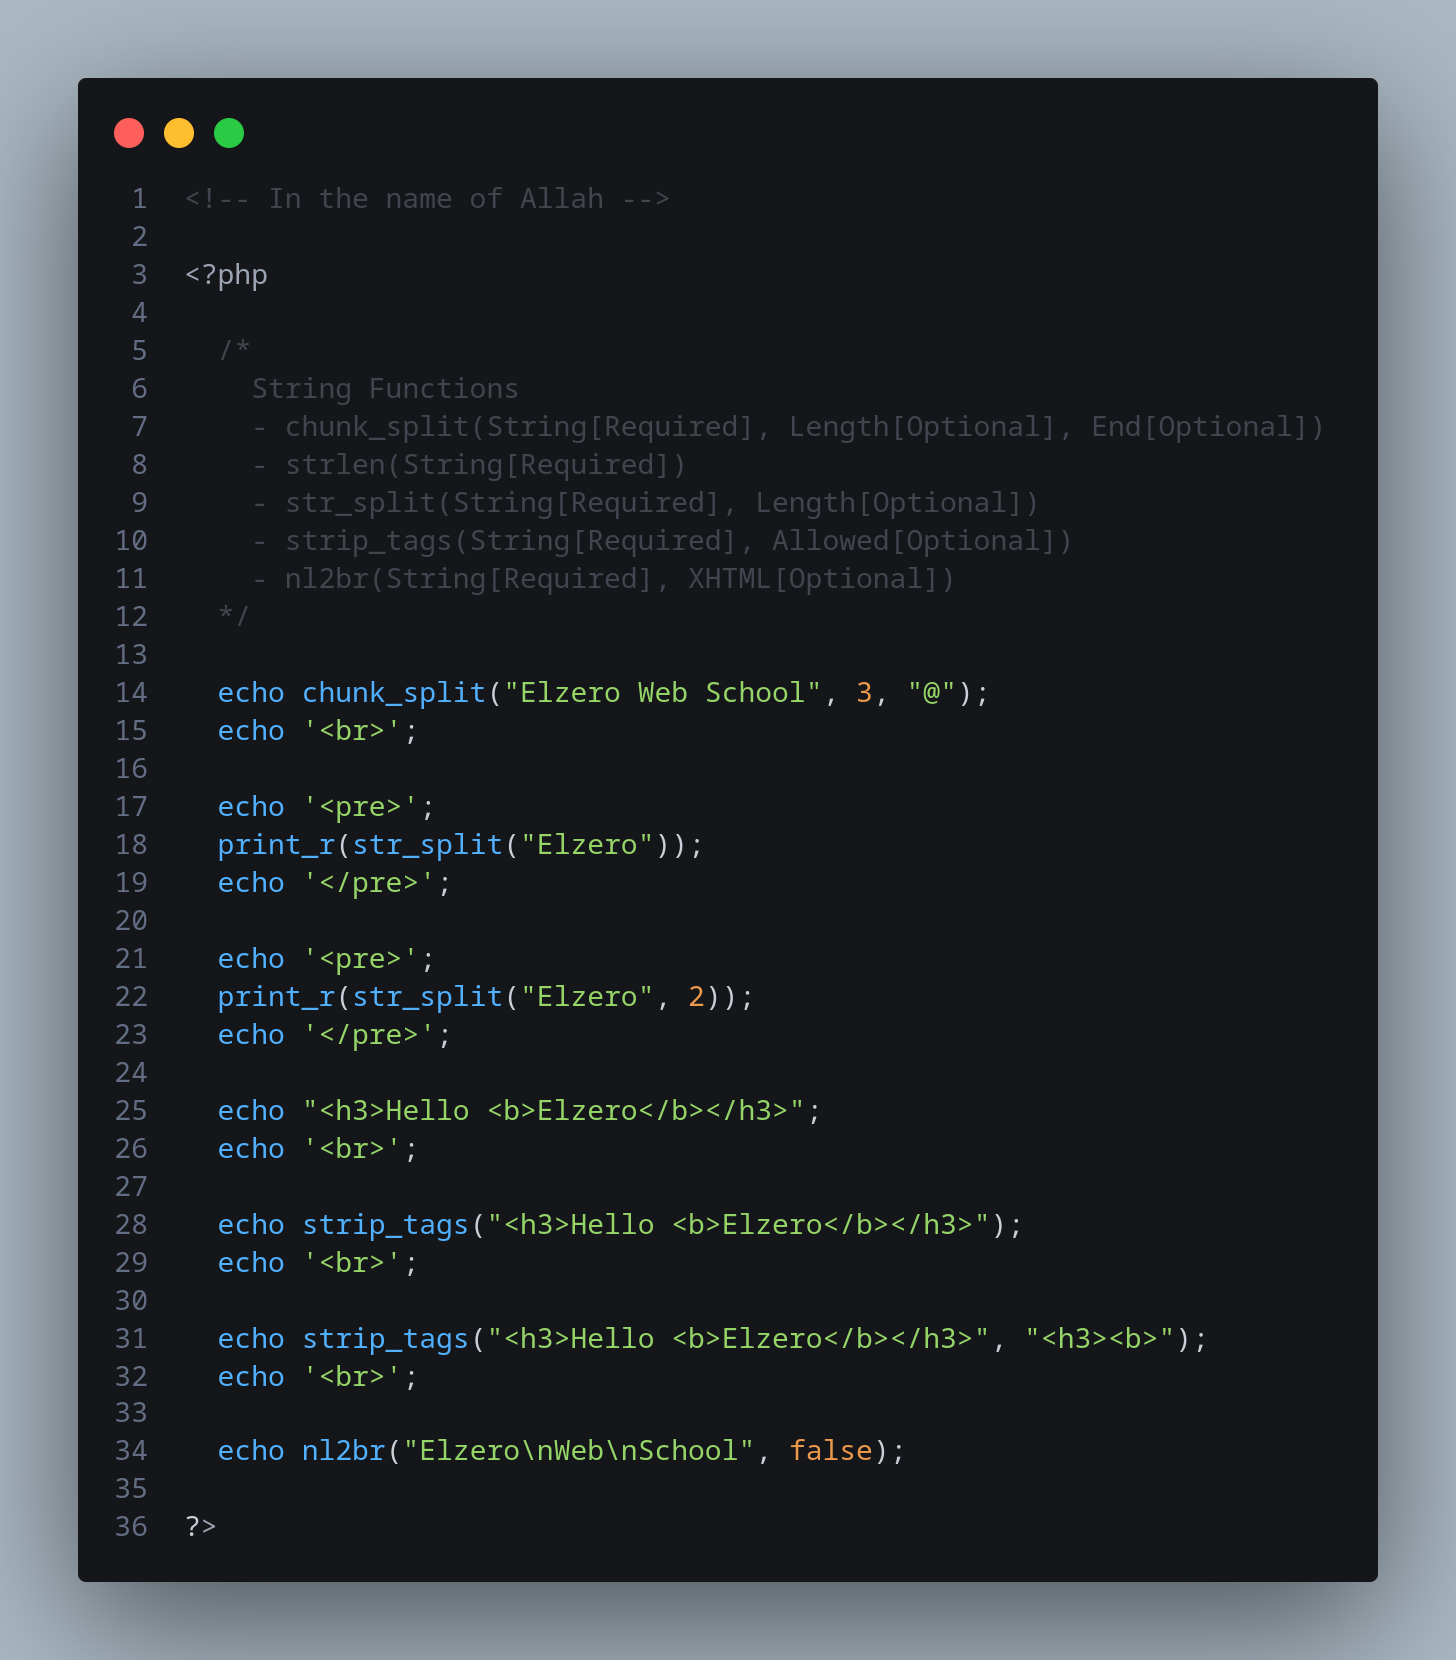 1 <!-- In the name of Allah -->
2
3 <?php
4
5   /*
6     String Functions
7     - chunk_split(String[Required], Length[Optional], End[Optional])
8     - strlen(String[Required])
9     - str_split(String[Required], Length[Optional])
10     - strip_tags(String[Required], Allowed[Optional])
11     - nl2br(String[Required], XHTML[Optional])
12   */
13
14   echo chunk_split("Elzero Web School", 3, "@");
15   echo '<br>';
16
17   echo '<pre>';
18   print_r(str_split("Elzero"));
19   echo '</pre>';
20
21   echo '<pre>';
22   print_r(str_split("Elzero", 2));
23   echo '</pre>';
24
25   echo "<h3>Hello <b>Elzero</b></h3>";
26   echo '<br>';
27
28   echo strip_tags("<h3>Hello <b>Elzero</b></h3>");
29   echo '<br>';
30
31   echo strip_tags("<h3>Hello <b>Elzero</b></h3>", "<h3><b>");
32   echo '<br>';
33
34   echo nl2br("Elzero\nWeb\nSchool", false);
35
36 ?>